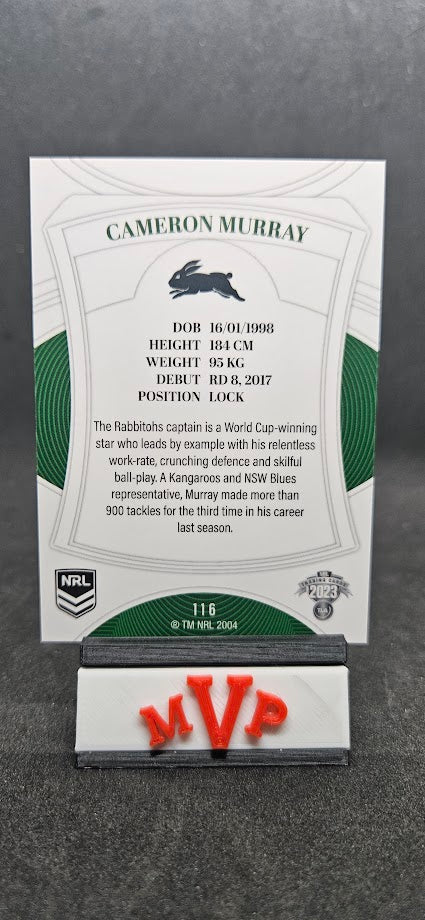 CAMERON MURRAY
DOB 16/01/1998
HEIGHT 184 CM
WEIGHT 95 KG
DEBUT RD 8, 2017
POSITION LOCK
The Rabbitohs captain is a World Cup-winning
star who leads by example with his relentless
work-rate, crunching defence and skilful
ball-play. A Kangaroos and NSW Blues
representative, Murray made more than
900 tackles for the third time in his career
last season.
NRL
TRADING CARDS
2023
TLA
116
® TM NRL 2004
MVP